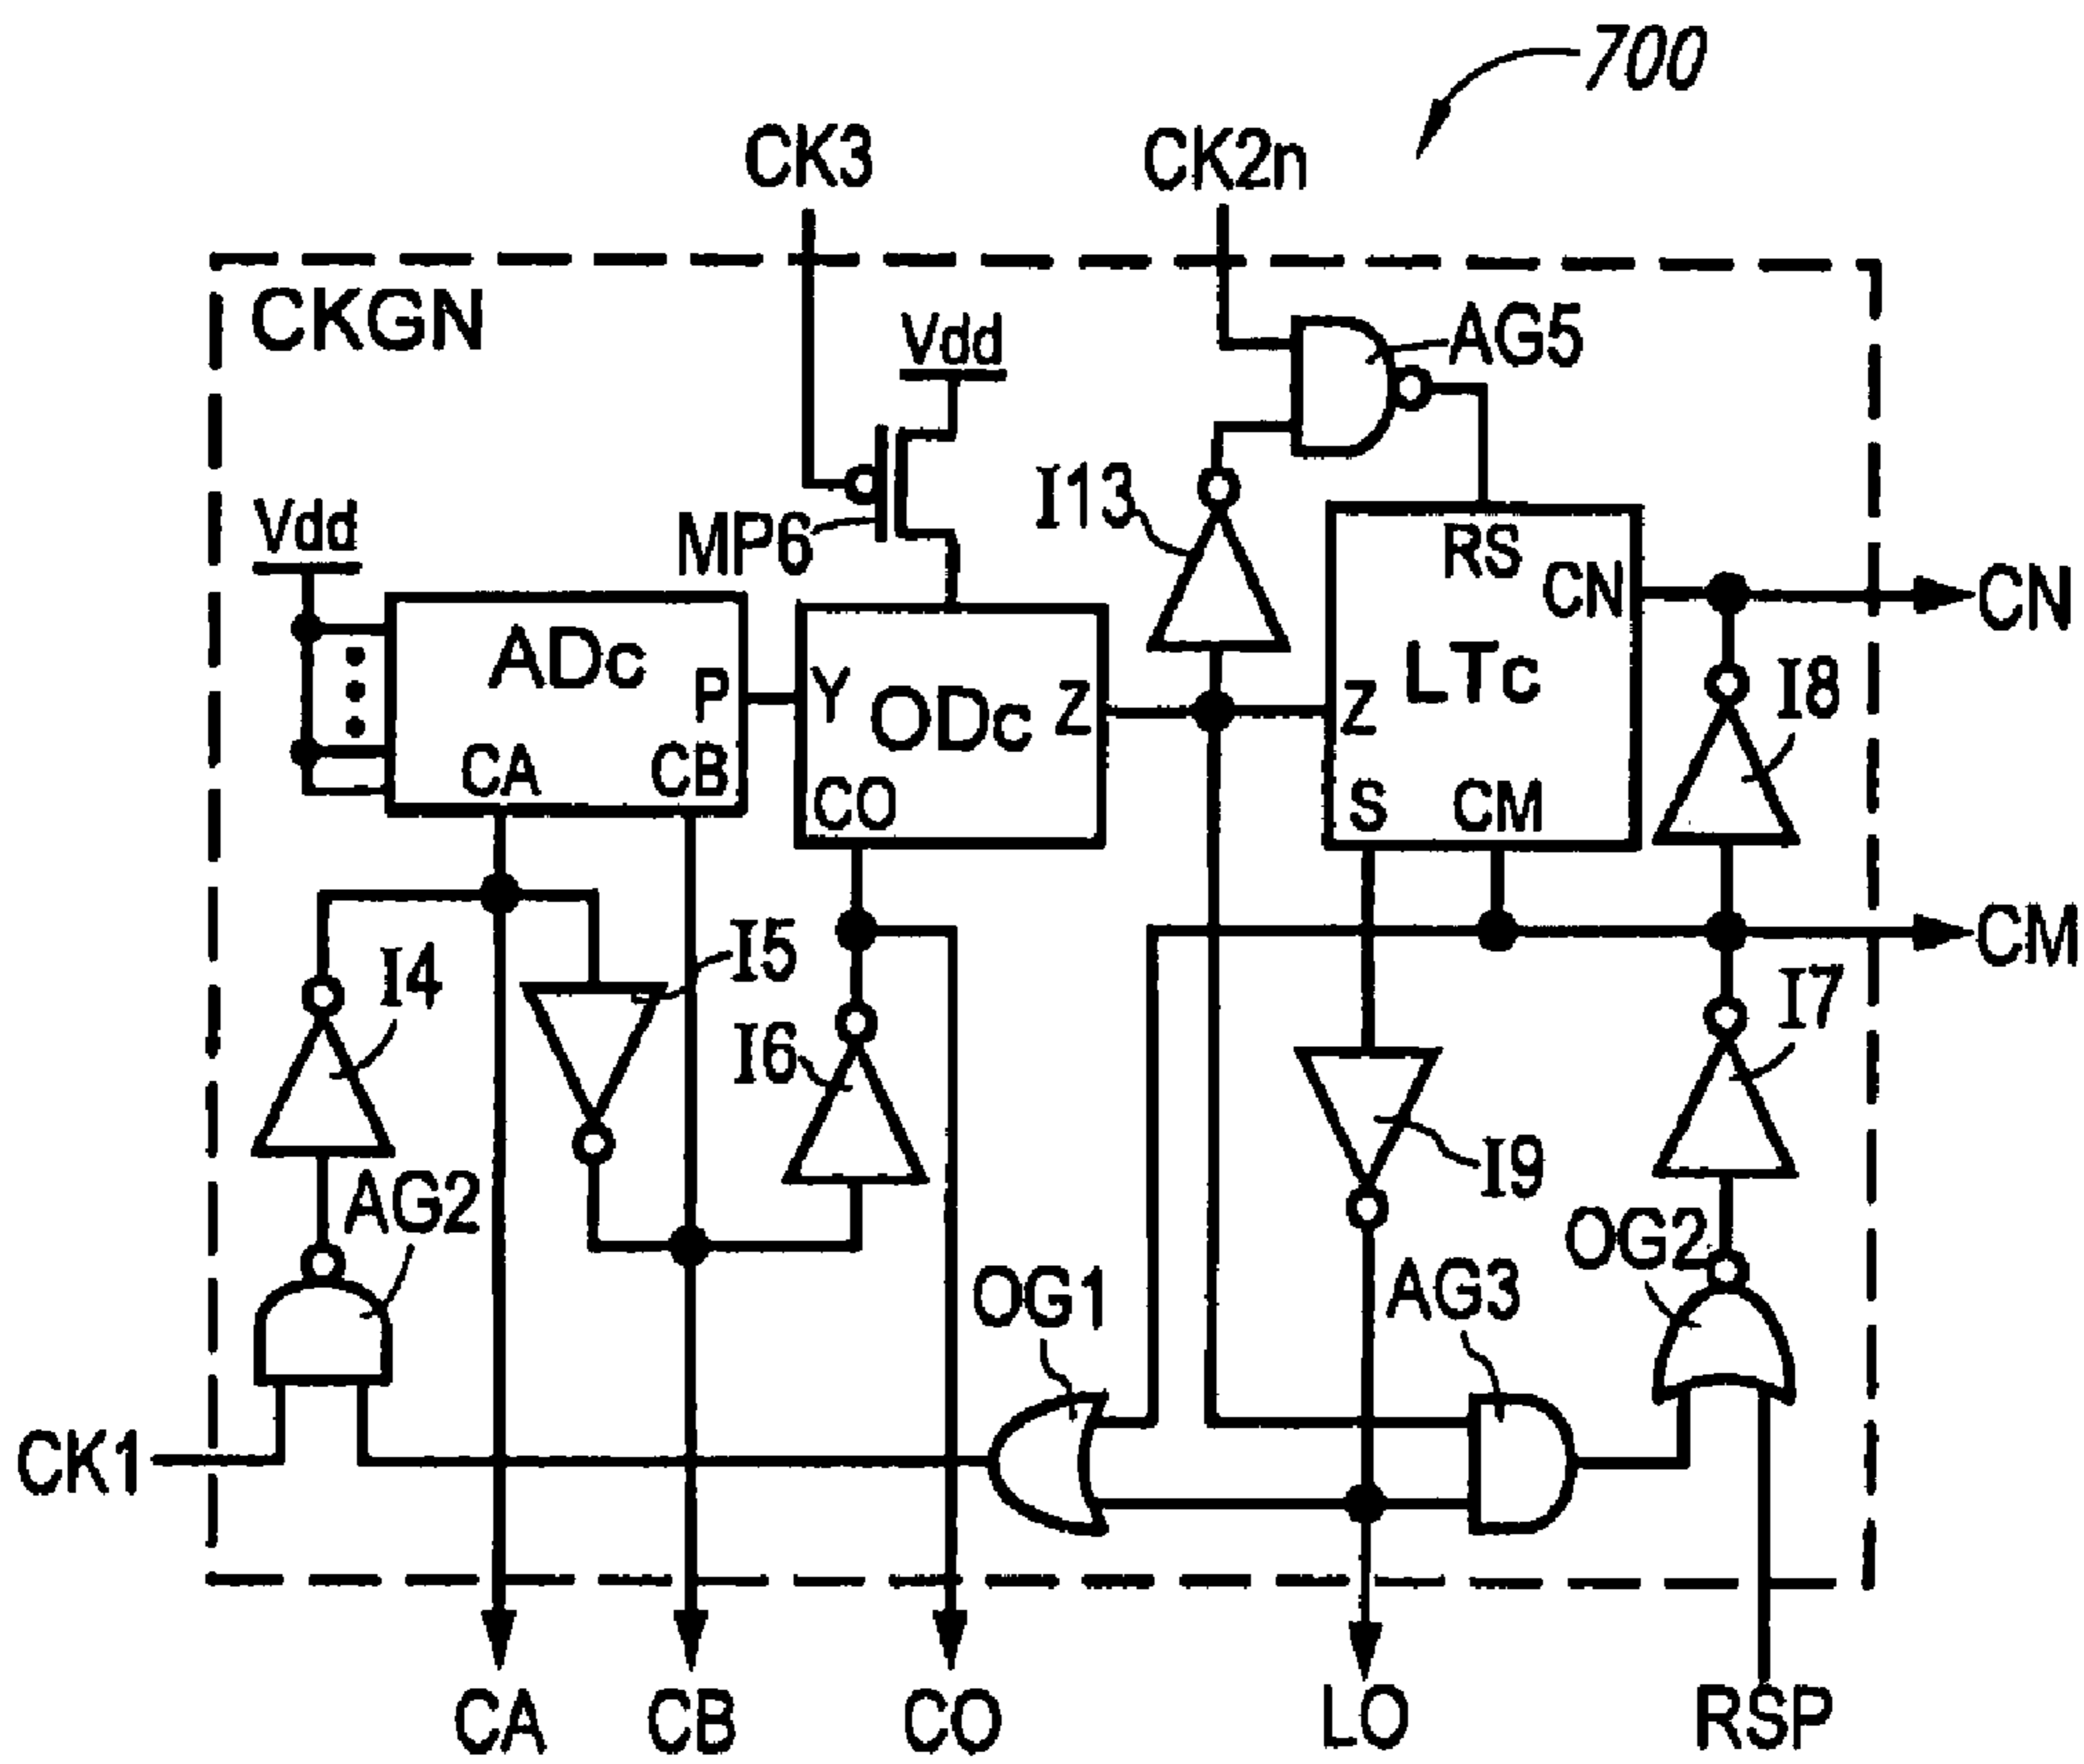 700
CK3
CK2n
CKGN
Vdd
AG5
I13
Vdd
MP6
RS
CN
CN
ADc
P
CA
CB
Y
ODc
Z
CO
LTc
Z
S
CM
I8
CM
I4
I5
I6
I7
I9
AG2
OG2
OG1
AG3
CK1
CA
CB
CO
LO
RSP